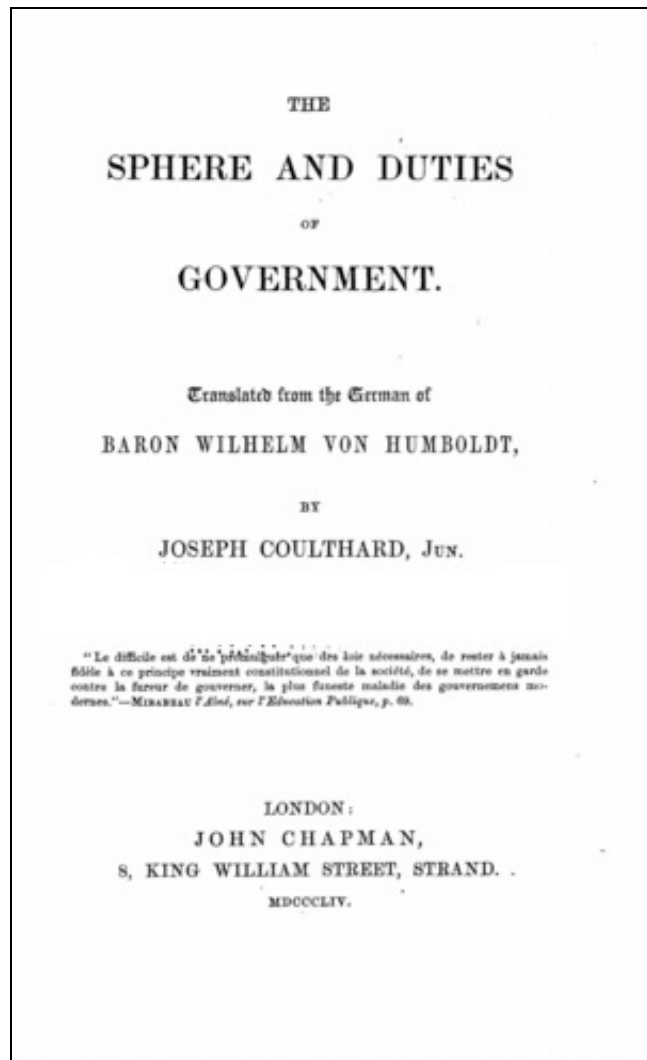 THE
SPHERE AND DUTIES
OF
GOVERNMENT.
Translated from the German of
BARON WILHELM VON HUMBOLDT,
BY
JOSEPH COULTHARD, JUN.
"Le difficile est de ne promulguer que des lois nécessaires, de rester à jamais
fidèle à ce principe vraiment constitutionnel de la société, de se mettre en garde
contre la fureur de gouverner, la plus funeste maladie des gouvernemens mo-
dernes."—MIRABEAU l'Aîné, sur l'Education Publique, p. 69.
LONDON:
JOHN CHAPMAN,
8, KING WILLIAM STREET, STRAND.
MDCCCLIV.